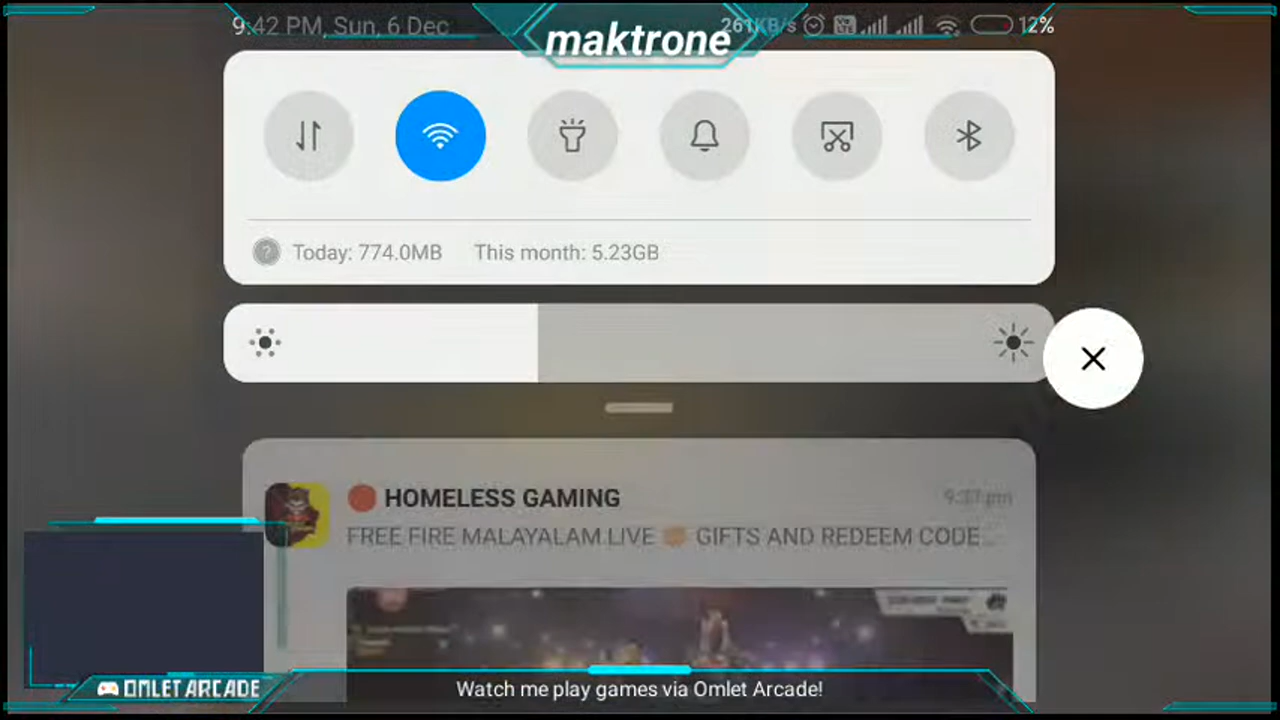 9:42 PM, Sun, 6 Dec
maktrone
261KB/s
12%
Today: 774.0MB This month: 5.23GB
HOMELESS GAMING
9:37 pm
FREE FIRE MALAYALAM LIVE GIFTS AND REDEEM CODE...
OMLET ARCADE
Watch me play games via Omlet Arcade!